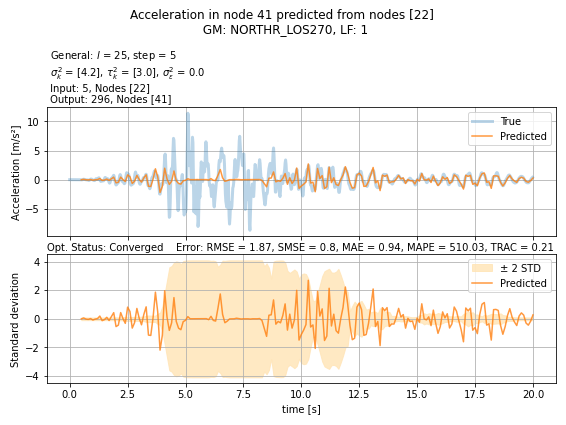 Acceleration in node 41 predicted from nodes [22]
GM: NORTHR_LOS270, LF: 1
General: l = 25, step = 5
σ²ₖ = [4.2], τ²ₖ = [3.0], σ²ε = 0.0
Input: 5, Nodes [22]
Output: 296, Nodes [41]
Acceleration [m/s²]
10
5
0
−5
True
Predicted
Opt. Status: Converged Error: RMSE = 1.87, SMSE = 0.8, MAE = 0.94, MAPE = 510.03, TRAC = 0.21
Standard deviation
4
2
0
−2
−4
± 2 STD
Predicted
0.0 2.5 5.0 7.5 10.0 12.5 15.0 17.5 20.0
time [s]